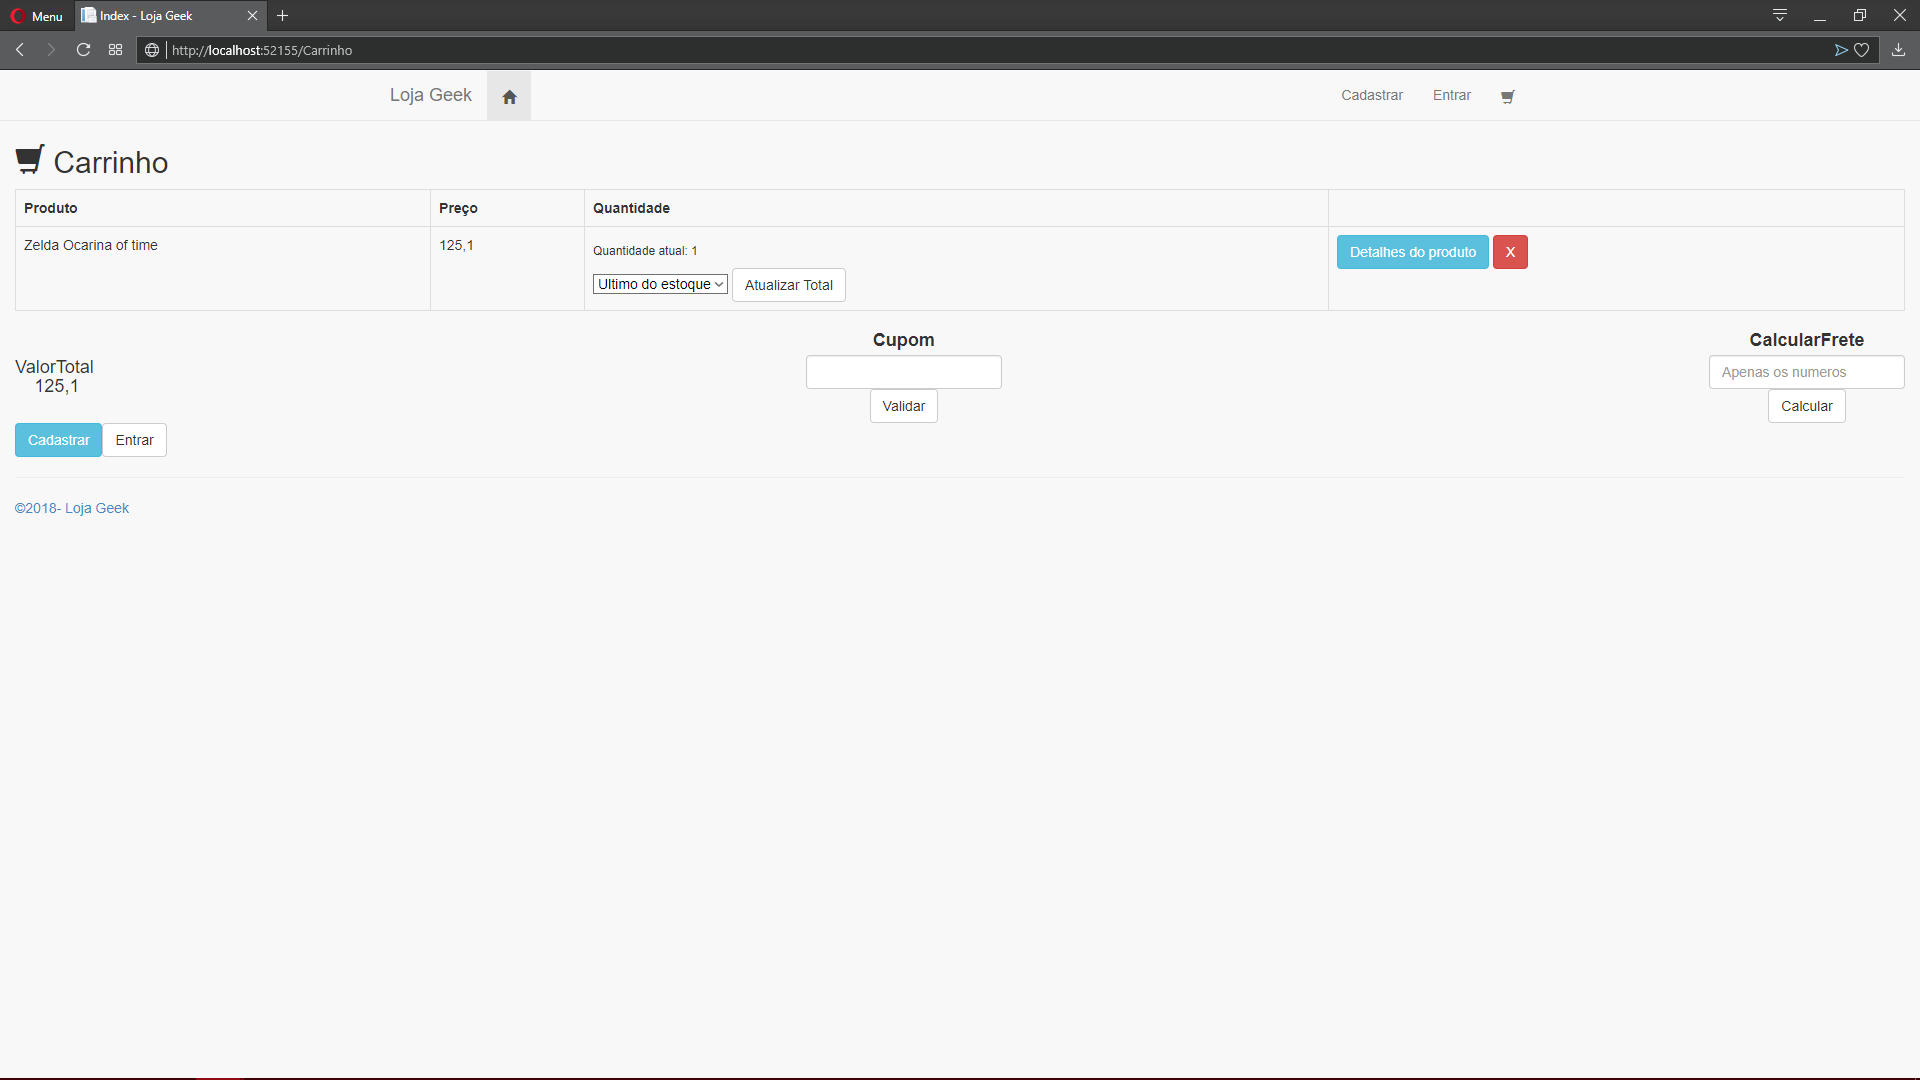 Menu
Index - Loja Geek
http://localhost:52155/Carrinho
Loja Geek
Cadastrar
Entrar
Carrinho
Produto
Preço
Quantidade
Zelda Ocarina of time
125,1
Quantidade atual: 1
Ultimo do estoque
Atualizar Total
Detalhes do produto
X
ValorTotal
125,1
Cupom
Validar
CalcularFrete
Apenas os numeros
Calcular
Cadastrar
Entrar
©2018- Loja Geek